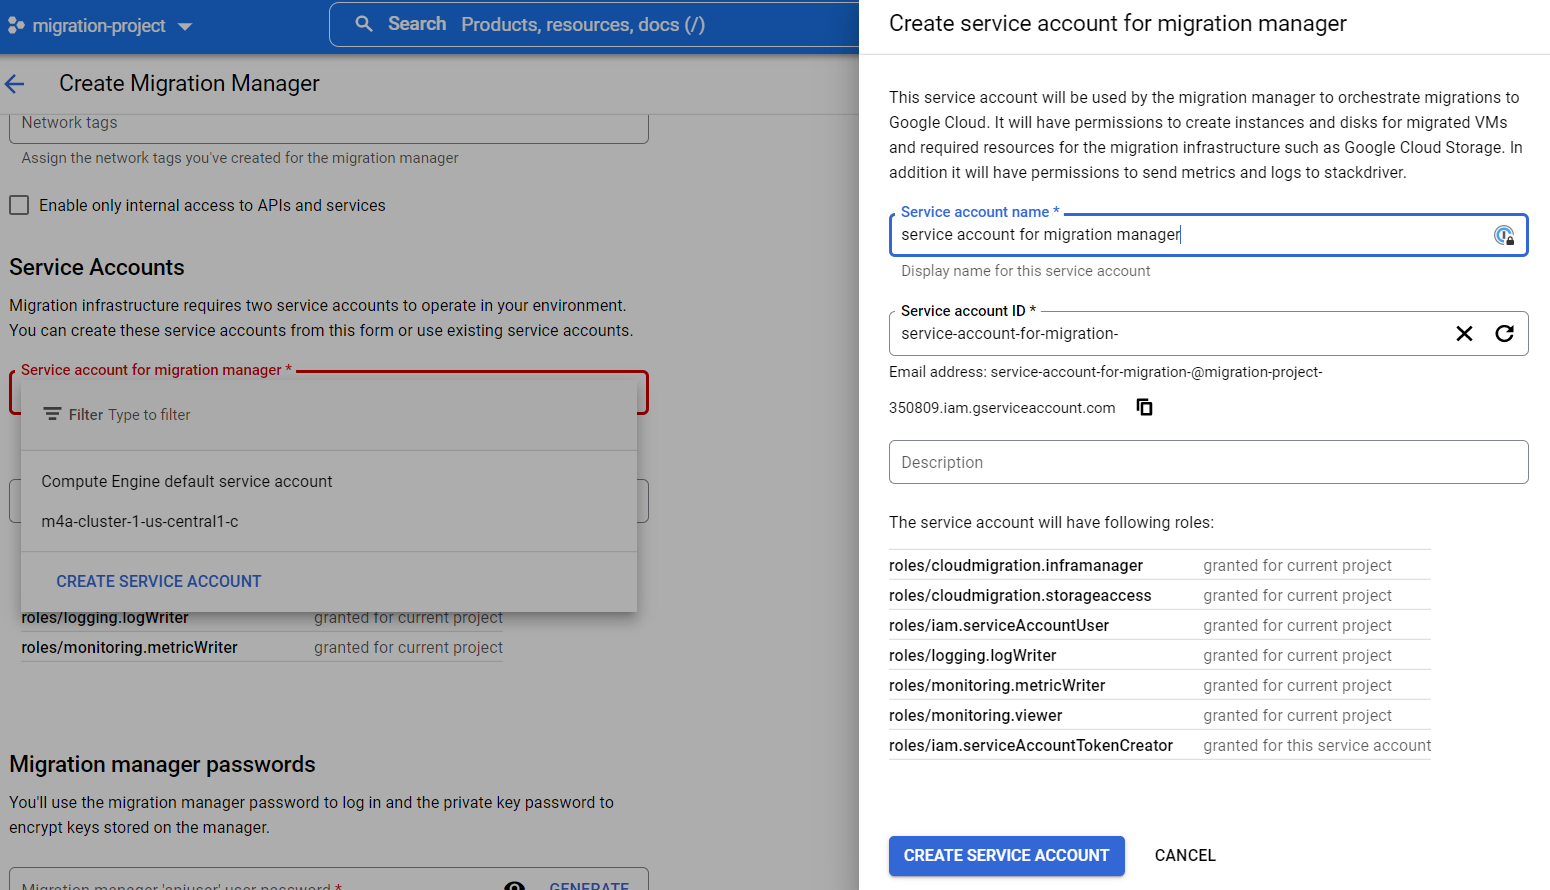 migration-project
Search Products, resources, docs (/)
Create Migration Manager
Network tags
Assign the network tags you've created for the migration manager
Enable only internal access to APIs and services
Service Accounts
Migration infrastructure requires two service accounts to operate in your environment.
You can create these service accounts from this form or use existing service accounts.
Service account for migration manager *
Filter Type to filter
Compute Engine default service account
m4a-cluster-1-us-central1-c
CREATE SERVICE ACCOUNT
roles/logging.logWriter granted for current project
roles/monitoring.metricWriter granted for current project
Migration manager passwords
You'll use the migration manager password to log in and the private key password to
encrypt keys stored on the manager.
Migration manager 'apiuser' user password *
GENERATE
Create service account for migration manager
This service account will be used by the migration manager to orchestrate migrations to
Google Cloud. It will have permissions to create instances and disks for migrated VMs
and required resources for the migration infrastructure such as Google Cloud Storage. In
addition it will have permissions to send metrics and logs to stackdriver.
Service account name *
service account for migration manager
Display name for this service account
Service account ID *
service-account-for-migration-
Email address: service-account-for-migration-@migration-project-
350809.iam.gserviceaccount.com
Description
The service account will have following roles:
roles/cloudmigration.inframanager granted for current project
roles/cloudmigration.storageaccess granted for current project
roles/iam.serviceAccountUser granted for current project
roles/logging.logWriter granted for current project
roles/monitoring.metricWriter granted for current project
roles/monitoring.viewer granted for current project
roles/iam.serviceAccountTokenCreator granted for this service account
CREATE SERVICE ACCOUNT
CANCEL